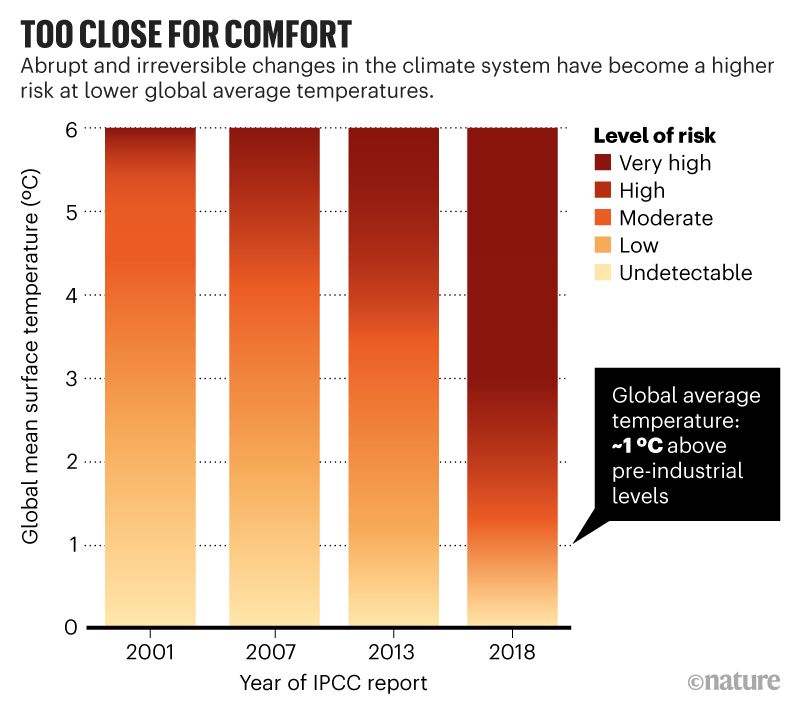 TOO CLOSE FOR COMFORT
Abrupt and irreversible changes in the climate system have become a higher
risk at lower global average temperatures.
Global mean surface temperature (ºC)
6
5
4
3
2
1
0
2001
2007
2013
2018
Year of IPCC report
Level of risk
Very high
High
Moderate
Low
Undetectable
Global average
temperature:
~1 ºC above
pre-industrial
levels
©nature